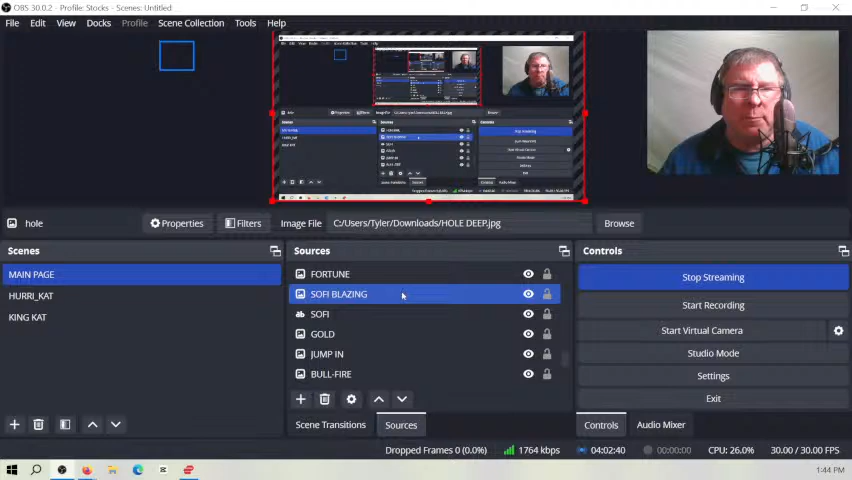 OBS 30.0.2 - Profile: Stocks - Scenes: Untitled
File Edit View Docks Profile Scene Collection Tools Help
hole Properties Filters Image File C:/Users/Tyler/Downloads/HOLE DEEP.jpg Browse
Scenes
MAIN PAGE
HURRI_KAT
KING KAT
Sources
FORTUNE
SOFI BLAZING
ab SOFI
GOLD
JUMP IN
BULL-FIRE
Scene Transitions Sources
Controls
Stop Streaming
Start Recording
Start Virtual Camera
Studio Mode
Settings
Exit
Controls Audio Mixer
Dropped Frames 0 (0.0%) 1764 kbps 04:02:40 00:00:00 CPU: 26.0% 30.00 / 30.00 FPS
1:44 PM